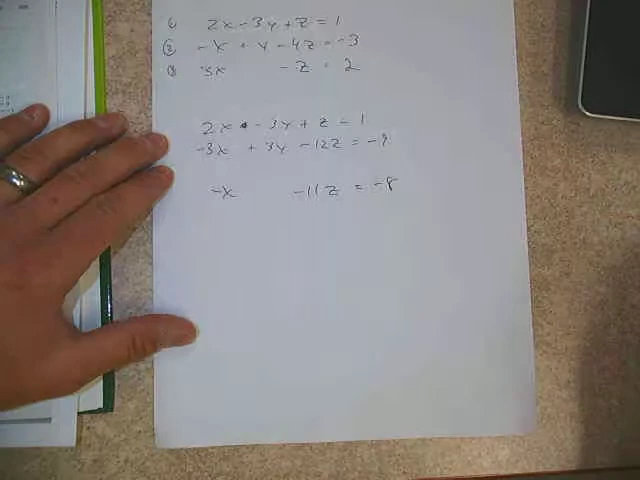 ① 2x - 3y + z = 1
② -x + y - 4z = -3
③ 3x - z = 2
2x - 3y + z = 1
-3x + 3y - 12z = -9
-x -11z = -8